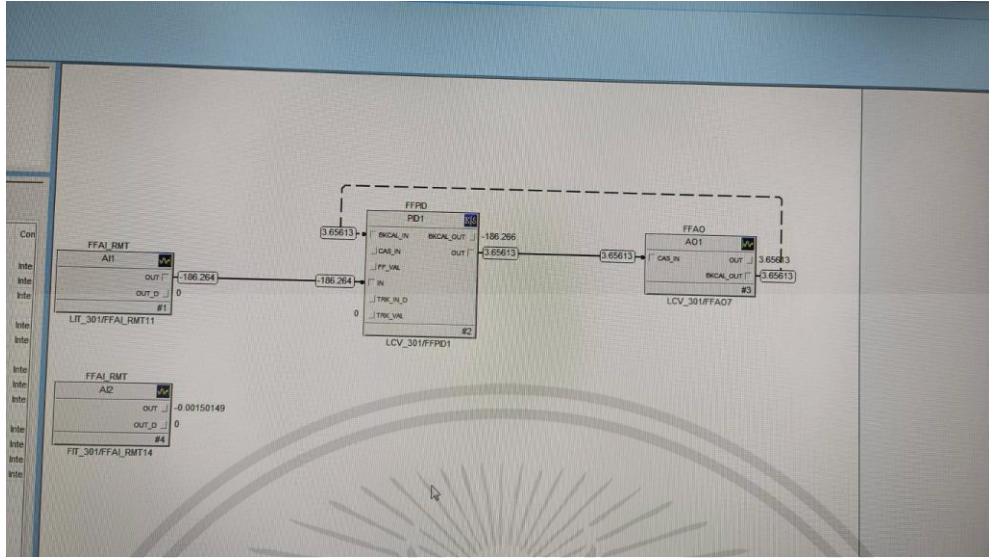 Con
Inte
Inte
Inte
Inte
Inte
Inte
Inte
Inte
Inte
Inte
Inte
Inte
FFAI_RMT
AI1
OUT -186.264
OUT_D 0
#1
LIT_301/FFAI_RMT11
FFAI_RMT
AI2
OUT -0.00150149
OUT_D 0
#4
FIT_301/FFAI_RMT14
FFPID
PID1
3.65613 BKCAL_IN BKCAL_OUT -186.266
CAS_IN OUT 3.65613
FF_VAL
-186.264 IN
TRK_IN_D
0 TRK_VAL
#2
LCV_301/FFPID1
FFAO
AO1
3.65613 CAS_IN OUT 3.65613
BKCAL_OUT 3.65613
#3
LCV_301/FFAO7